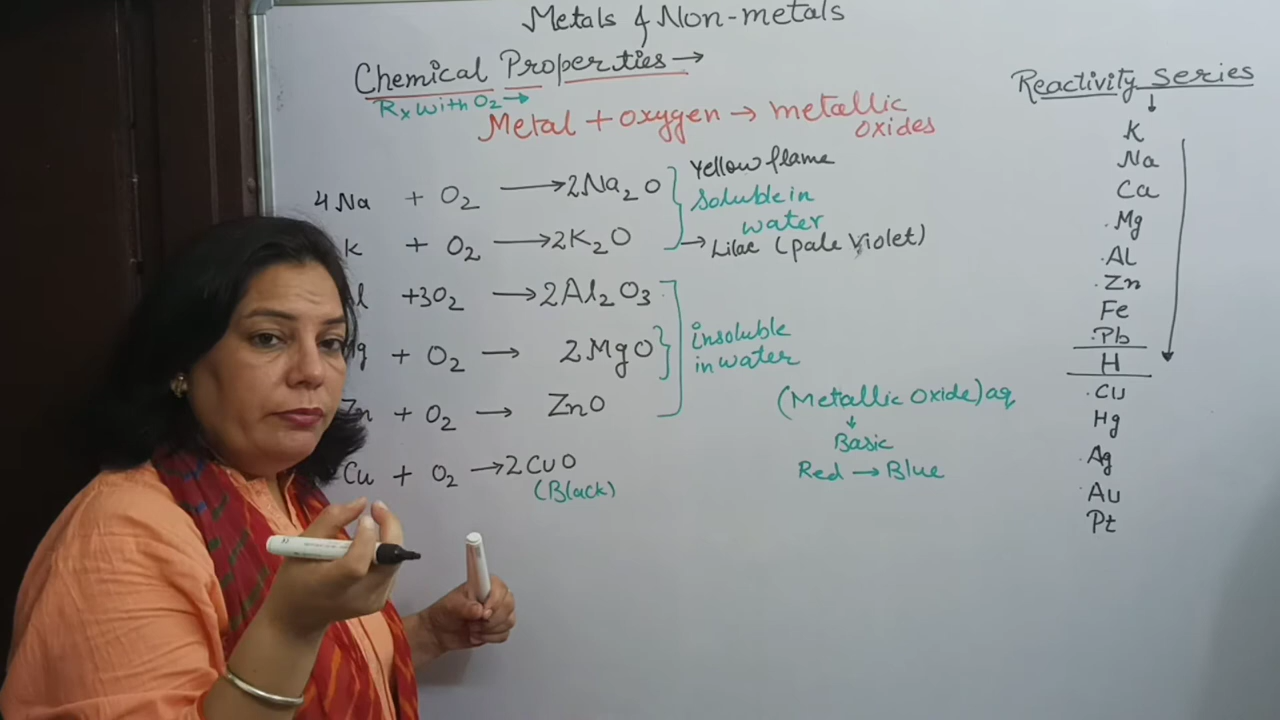 Metals & Non-metals
Chemical Properties →
Rx with O2 →
Metal + oxygen → metallic oxides
4Na + O2 → 2Na2O
Yellow flame
soluble in
water
K + O2 → 2K2O
→ Lilac (pale violet)
l + 3O2 → 2Al2O3
Mg + O2 → 2MgO
insoluble
in water
Zn + O2 → ZnO
Cu + O2 → 2CuO
(Black)
(Metallic oxide)aq
↓
Basic
Red → Blue
Reactivity Series
↓
K
Na
Ca
Mg
Al
Zn
Fe
Pb
H
Cu
Hg
Ag
Au
Pt